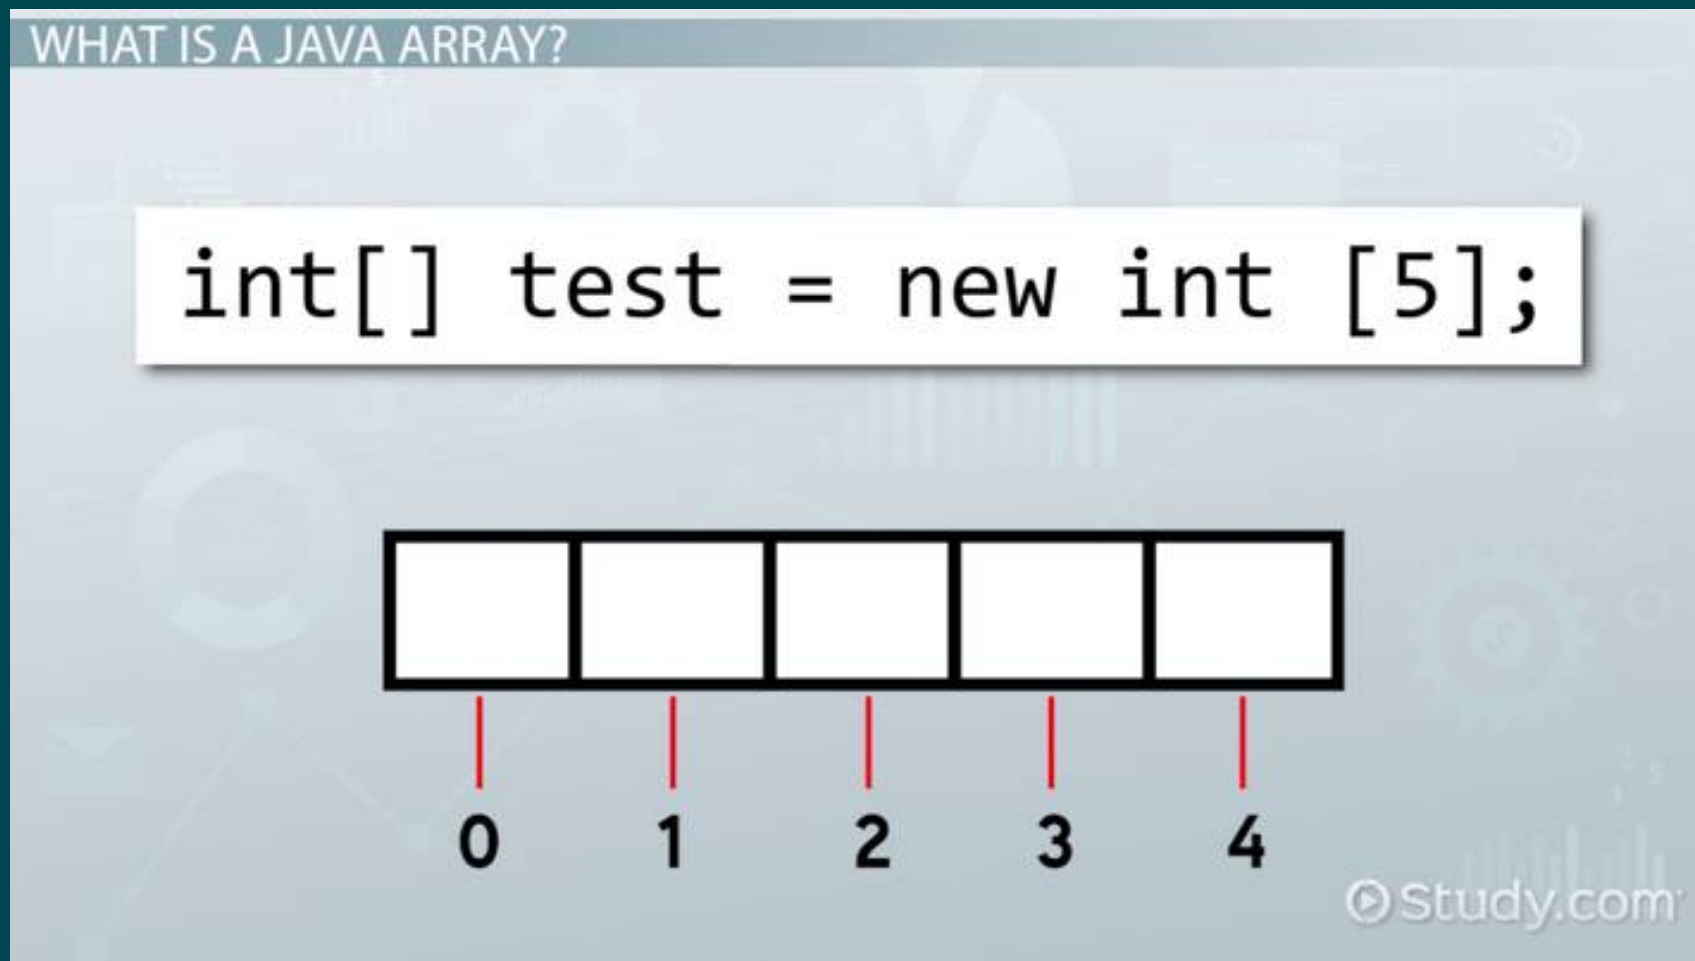 WHAT IS A JAVA ARRAY?
int[] test = new int [5];
0 1 2 3 4
Study.com